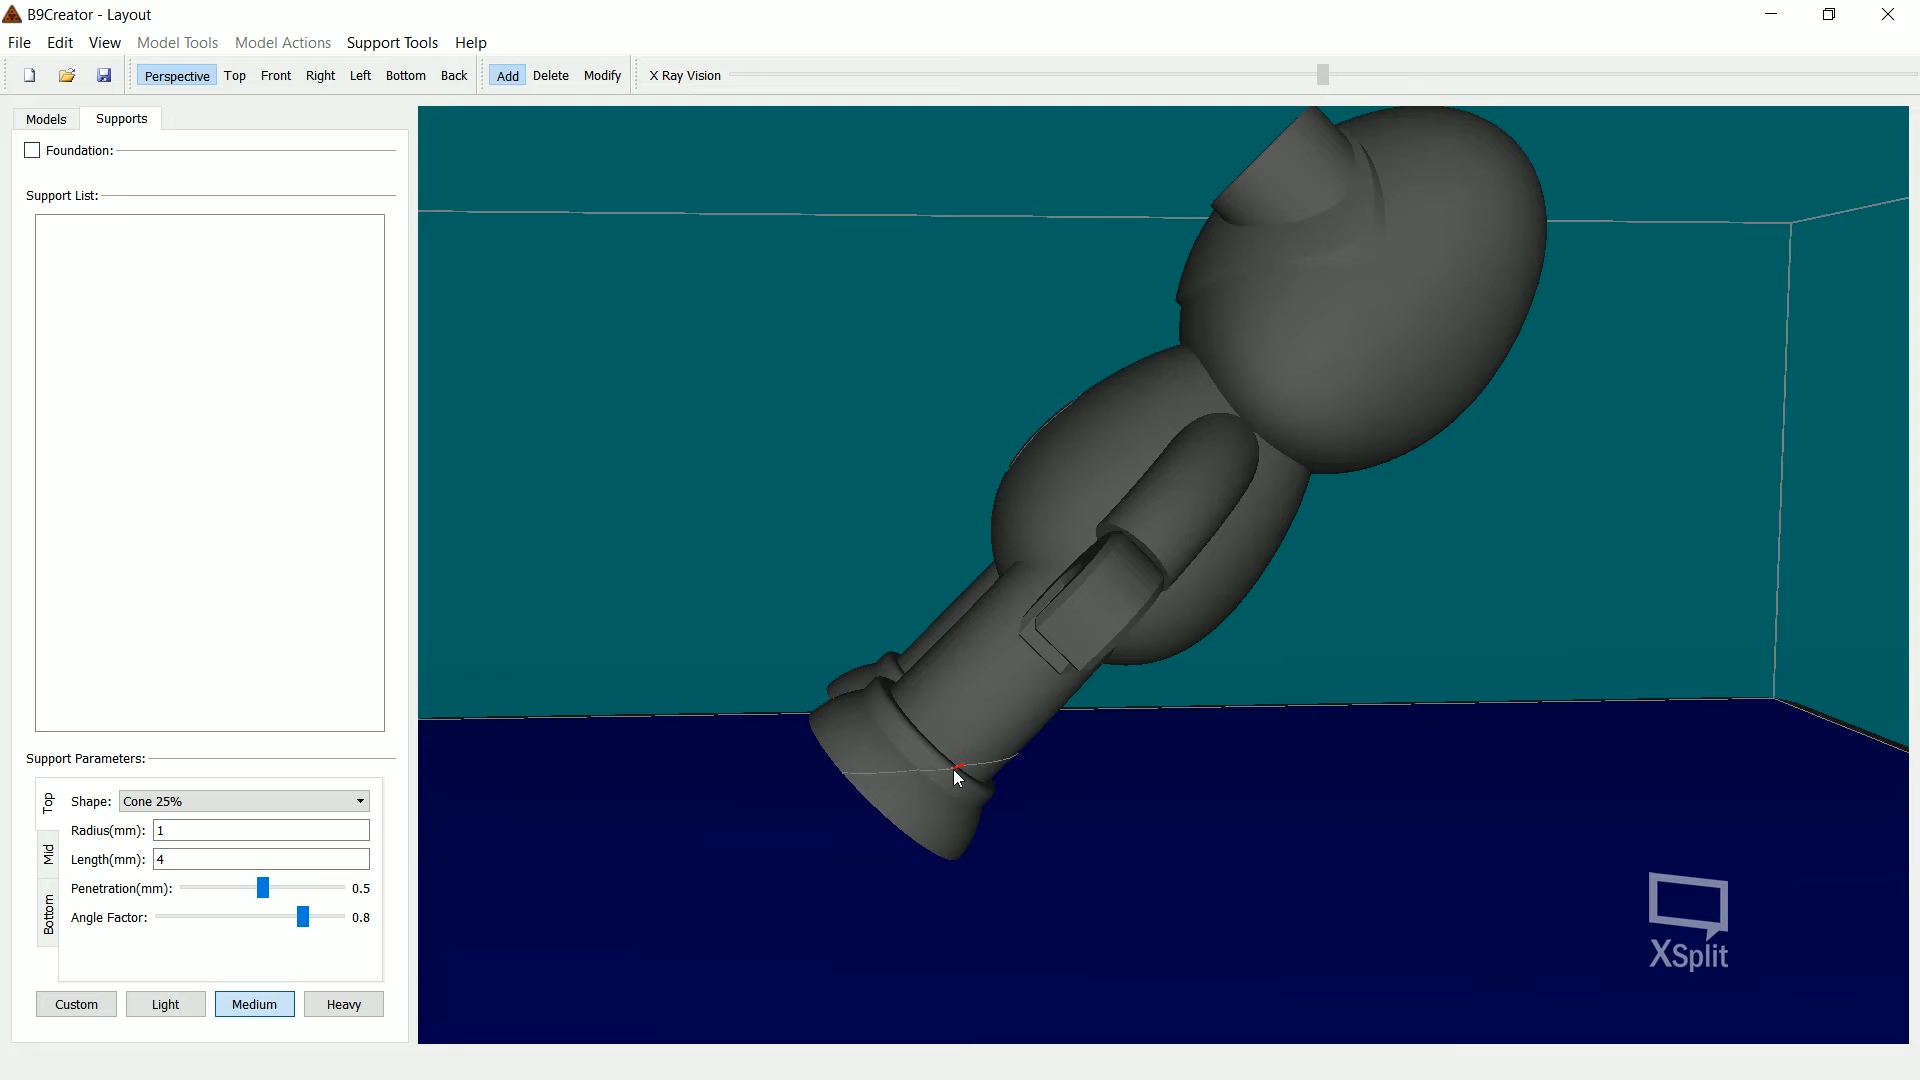 B9Creator - Layout
File Edit View Model Tools Model Actions Support Tools Help
Perspective Top Front Right Left Bottom Back Add Delete Modify X Ray Vision
Models Supports
Foundation:
Support List:
Support Parameters:
Top
Mid
Bottom
Shape: Cone 25%
Radius(mm): 1
Length(mm): 4
Penetration(mm): 0.5
Angle Factor: 0.8
Custom Light Medium Heavy
XSplit